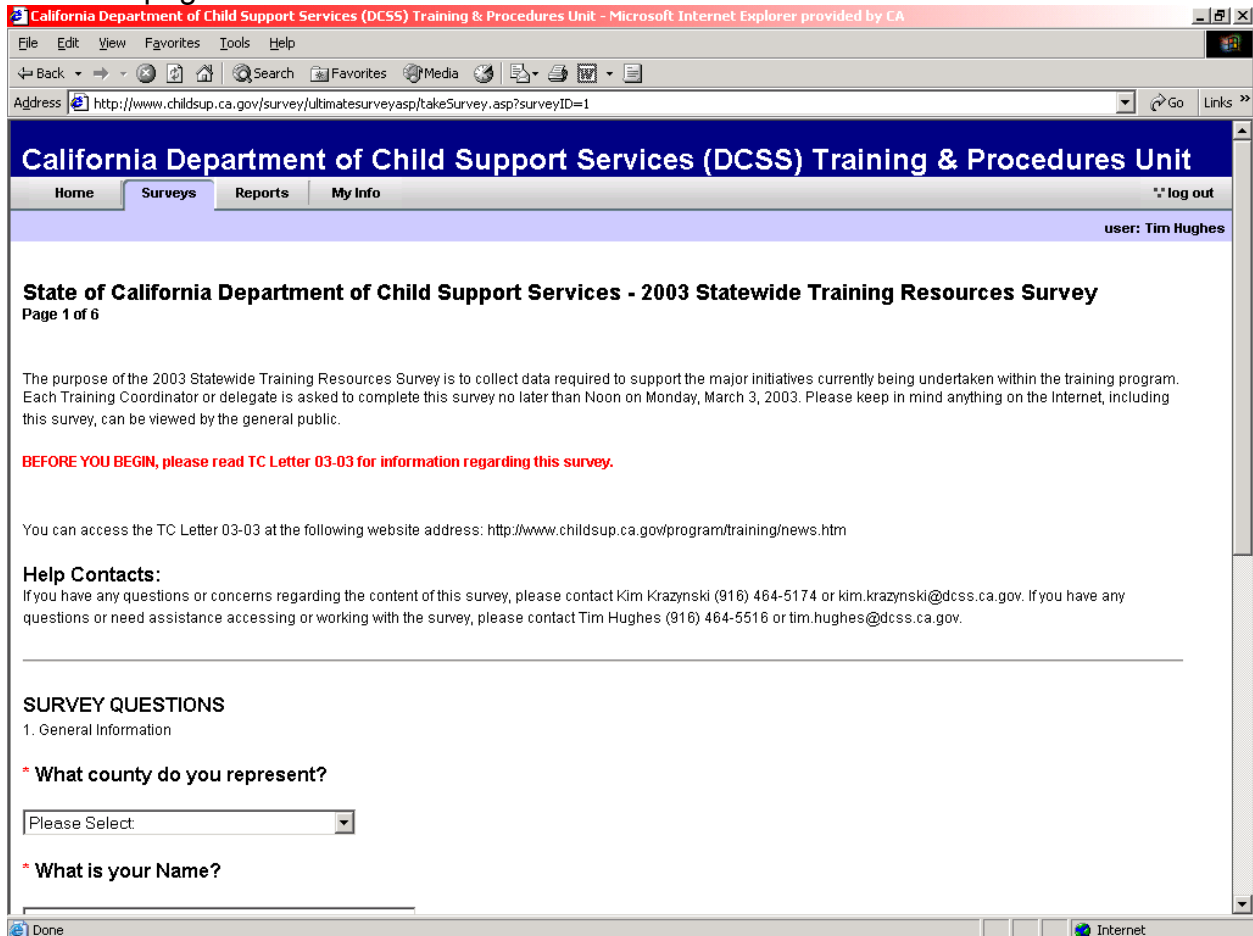 California Department of Child Support Services (DCSS) Training & Procedures Unit - Microsoft Internet Explorer provided by CA
File Edit View Favorites Tools Help
Back Search Favorites Media
Address http://www.childsup.ca.gov/survey/ultimatesurveyasp/takeSurvey.asp?surveyID=1 Go Links »
California Department of Child Support Services (DCSS) Training & Procedures Unit
Home Surveys Reports My Info log out
user: Tim Hughes
State of California Department of Child Support Services - 2003 Statewide Training Resources Survey
Page 1 of 6
The purpose of the 2003 Statewide Training Resources Survey is to collect data required to support the major initiatives currently being undertaken within the training program.
Each Training Coordinator or delegate is asked to complete this survey no later than Noon on Monday, March 3, 2003. Please keep in mind anything on the Internet, including
this survey, can be viewed by the general public.
BEFORE YOU BEGIN, please read TC Letter 03-03 for information regarding this survey.
You can access the TC Letter 03-03 at the following website address: http://www.childsup.ca.gov/program/training/news.htm
Help Contacts:
If you have any questions or concerns regarding the content of this survey, please contact Kim Krazynski (916) 464-5174 or kim.krazynski@dcss.ca.gov. If you have any
questions or need assistance accessing or working with the survey, please contact Tim Hughes (916) 464-5516 or tim.hughes@dcss.ca.gov.
SURVEY QUESTIONS
1. General Information
* What county do you represent?
Please Select:
* What is your Name?
Done Internet